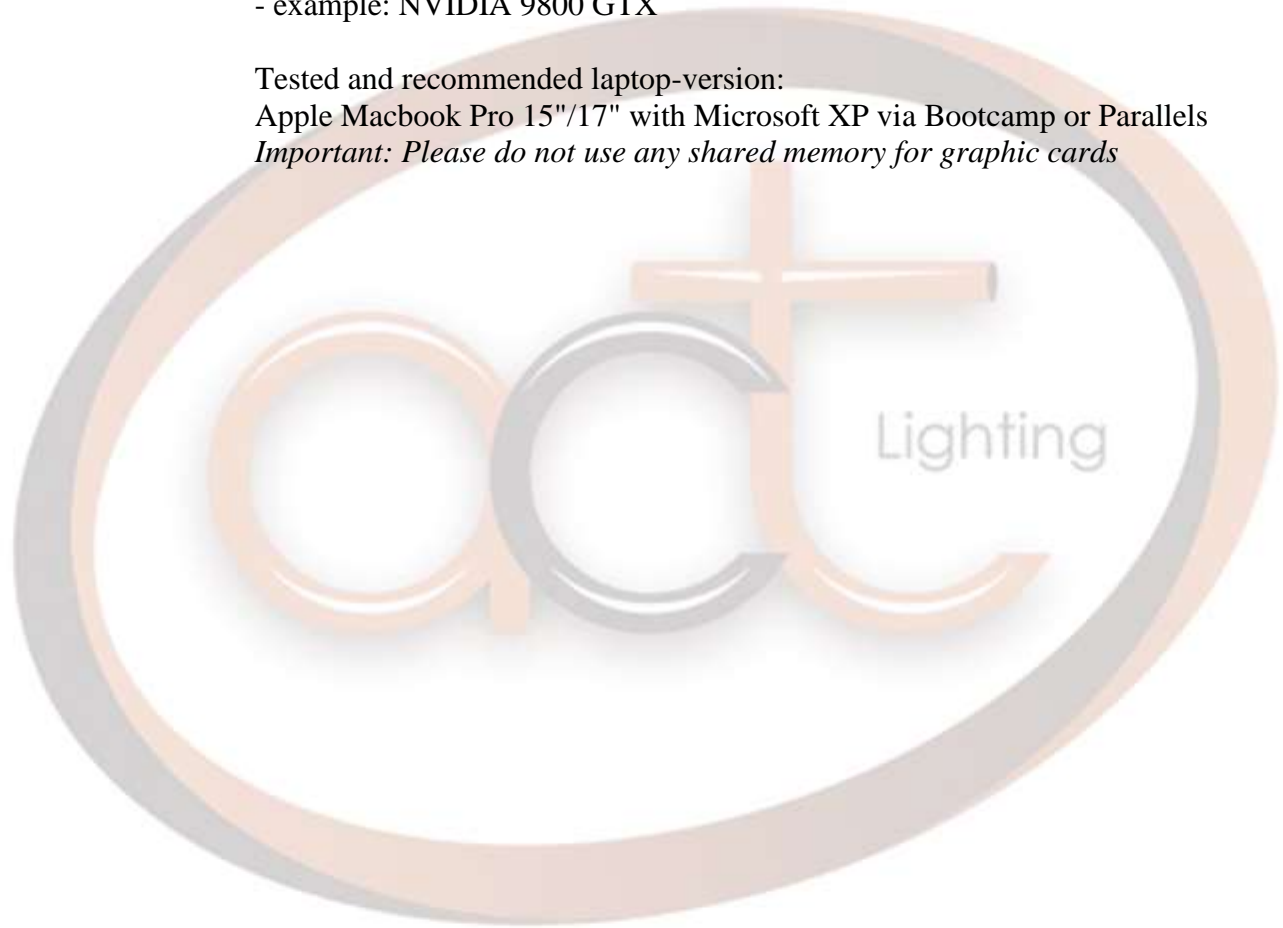 - example: NVIDIA 9800 GTX
Tested and recommended laptop-version:
Apple Macbook Pro 15"/17" with Microsoft XP via Bootcamp or Parallels
Important: Please do not use any shared memory for graphic cards
act
Lighting